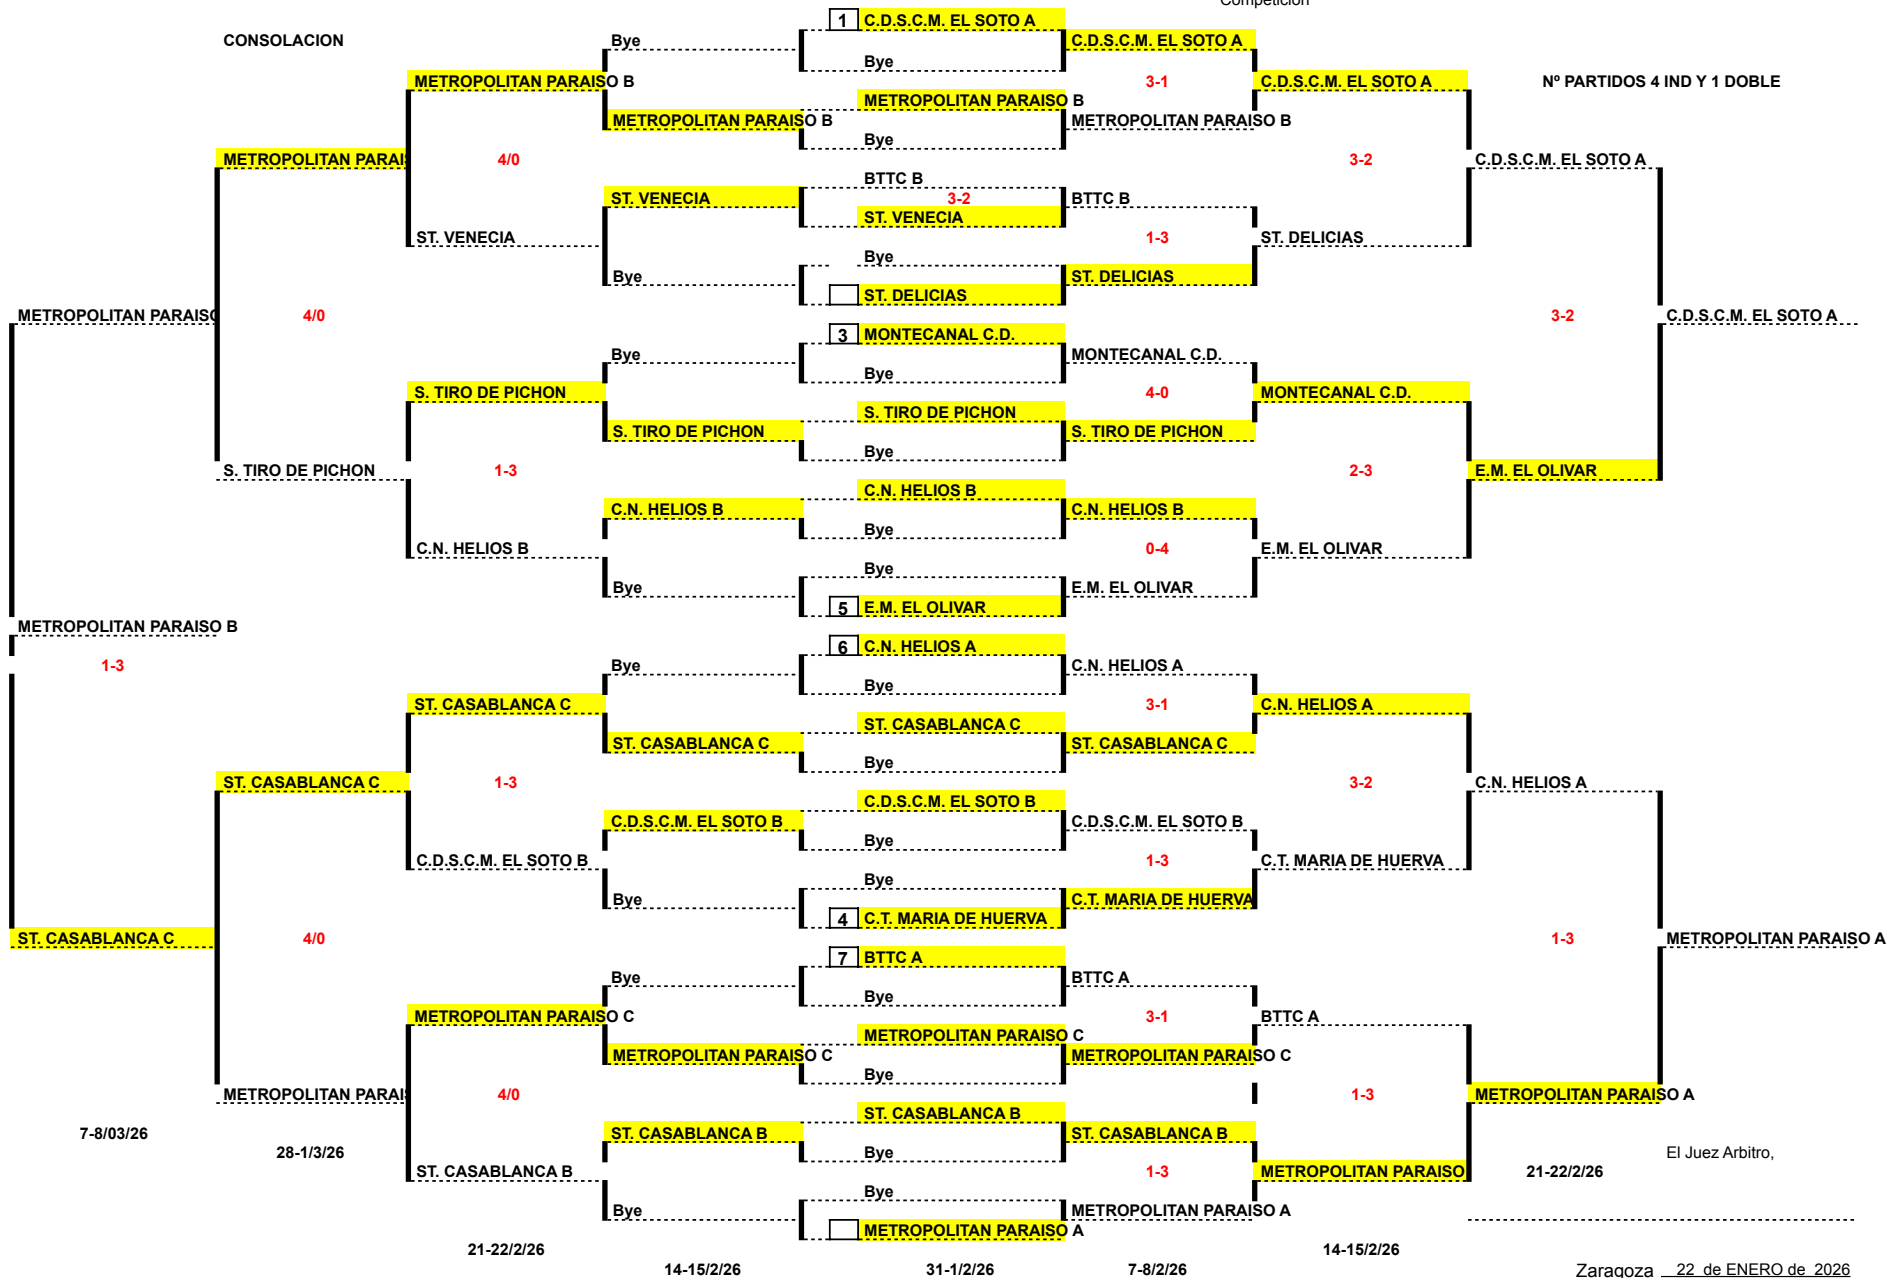 Competición
1 C.D.S.C.M. EL SOTO A
CONSOLACION
Bye
C.D.S.C.M. EL SOTO A
Bye
METROPOLITAN PARAISO B
3-1
C.D.S.C.M. EL SOTO A
Nº PARTIDOS 4 IND Y 1 DOBLE
METROPOLITAN PARAISO B
METROPOLITAN PARAISO B
METROPOLITAN PARAISO B
Bye
METROPOLITAN PARAI
4/0
3-2
C.D.S.C.M. EL SOTO A
BTTC B
ST. VENECIA
3-2
BTTC B
ST. VENECIA
ST. VENECIA
1-3
ST. DELICIAS
Bye
Bye
ST. DELICIAS
ST. DELICIAS
METROPOLITAN PARAISO
4/0
3-2
C.D.S.C.M. EL SOTO A
3 MONTECANAL C.D.
Bye
MONTECANAL C.D.
Bye
S. TIRO DE PICHON
4-0
MONTECANAL C.D.
S. TIRO DE PICHON
S. TIRO DE PICHON
S. TIRO DE PICHON
Bye
S. TIRO DE PICHON
1-3
2-3
E.M. EL OLIVAR
C.N. HELIOS B
C.N. HELIOS B
C.N. HELIOS B
Bye
C.N. HELIOS B
0-4
E.M. EL OLIVAR
Bye
Bye
E.M. EL OLIVAR
5 E.M. EL OLIVAR
METROPOLITAN PARAISO B
6 C.N. HELIOS A
1-3
Bye
C.N. HELIOS A
Bye
ST. CASABLANCA C
3-1
C.N. HELIOS A
ST. CASABLANCA C
ST. CASABLANCA C
ST. CASABLANCA C
Bye
ST. CASABLANCA C
1-3
3-2
C.N. HELIOS A
C.D.S.C.M. EL SOTO B
C.D.S.C.M. EL SOTO B
C.D.S.C.M. EL SOTO B
Bye
C.D.S.C.M. EL SOTO B
1-3
C.T. MARIA DE HUERVA
Bye
Bye
C.T. MARIA DE HUERVA
4 C.T. MARIA DE HUERVA
ST. CASABLANCA C
4/0
1-3
METROPOLITAN PARAISO A
7 BTTC A
Bye
BTTC A
Bye
METROPOLITAN PARAISO C
3-1
BTTC A
METROPOLITAN PARAISO C
METROPOLITAN PARAISO C
METROPOLITAN PARAISO C
Bye
METROPOLITAN PARAI
4/0
1-3
METROPOLITAN PARAISO A
ST. CASABLANCA B
7-8/03/26
ST. CASABLANCA B
ST. CASABLANCA B
28-1/3/26
Bye
El Juez Arbitro,
ST. CASABLANCA B
1-3
METROPOLITAN PARAISO
21-22/2/26
Bye
Bye
METROPOLITAN PARAISO A
METROPOLITAN PARAISO A
21-22/2/26
14-15/2/26
14-15/2/26
31-1/2/26
7-8/2/26
Zaragoza 22 de ENERO de 2026